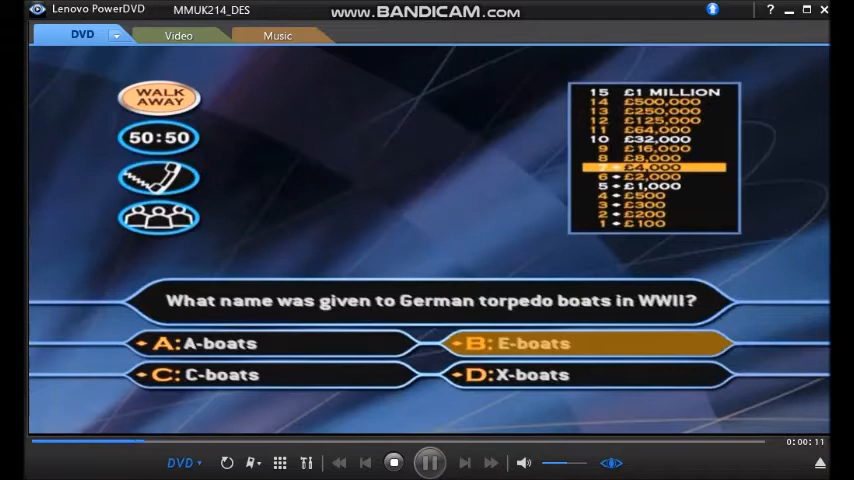 Lenovo PowerDVD
MMUK214_DES
www.BANDICAM.com
?
DVD
Video
Music
WALK AWAY
50:50
15 £1 MILLION
14 £500,000
13 £250,000
12 £125,000
11 £64,000
10 £32,000
9 £16,000
8 £8,000
7 £4,000
6 £2,000
5 £1,000
4 £500
3 £300
2 £200
1 £100
What name was given to German torpedo boats in WWII?
A: A-boats
B: E-boats
C: C-boats
D: X-boats
0:00:11
DVD